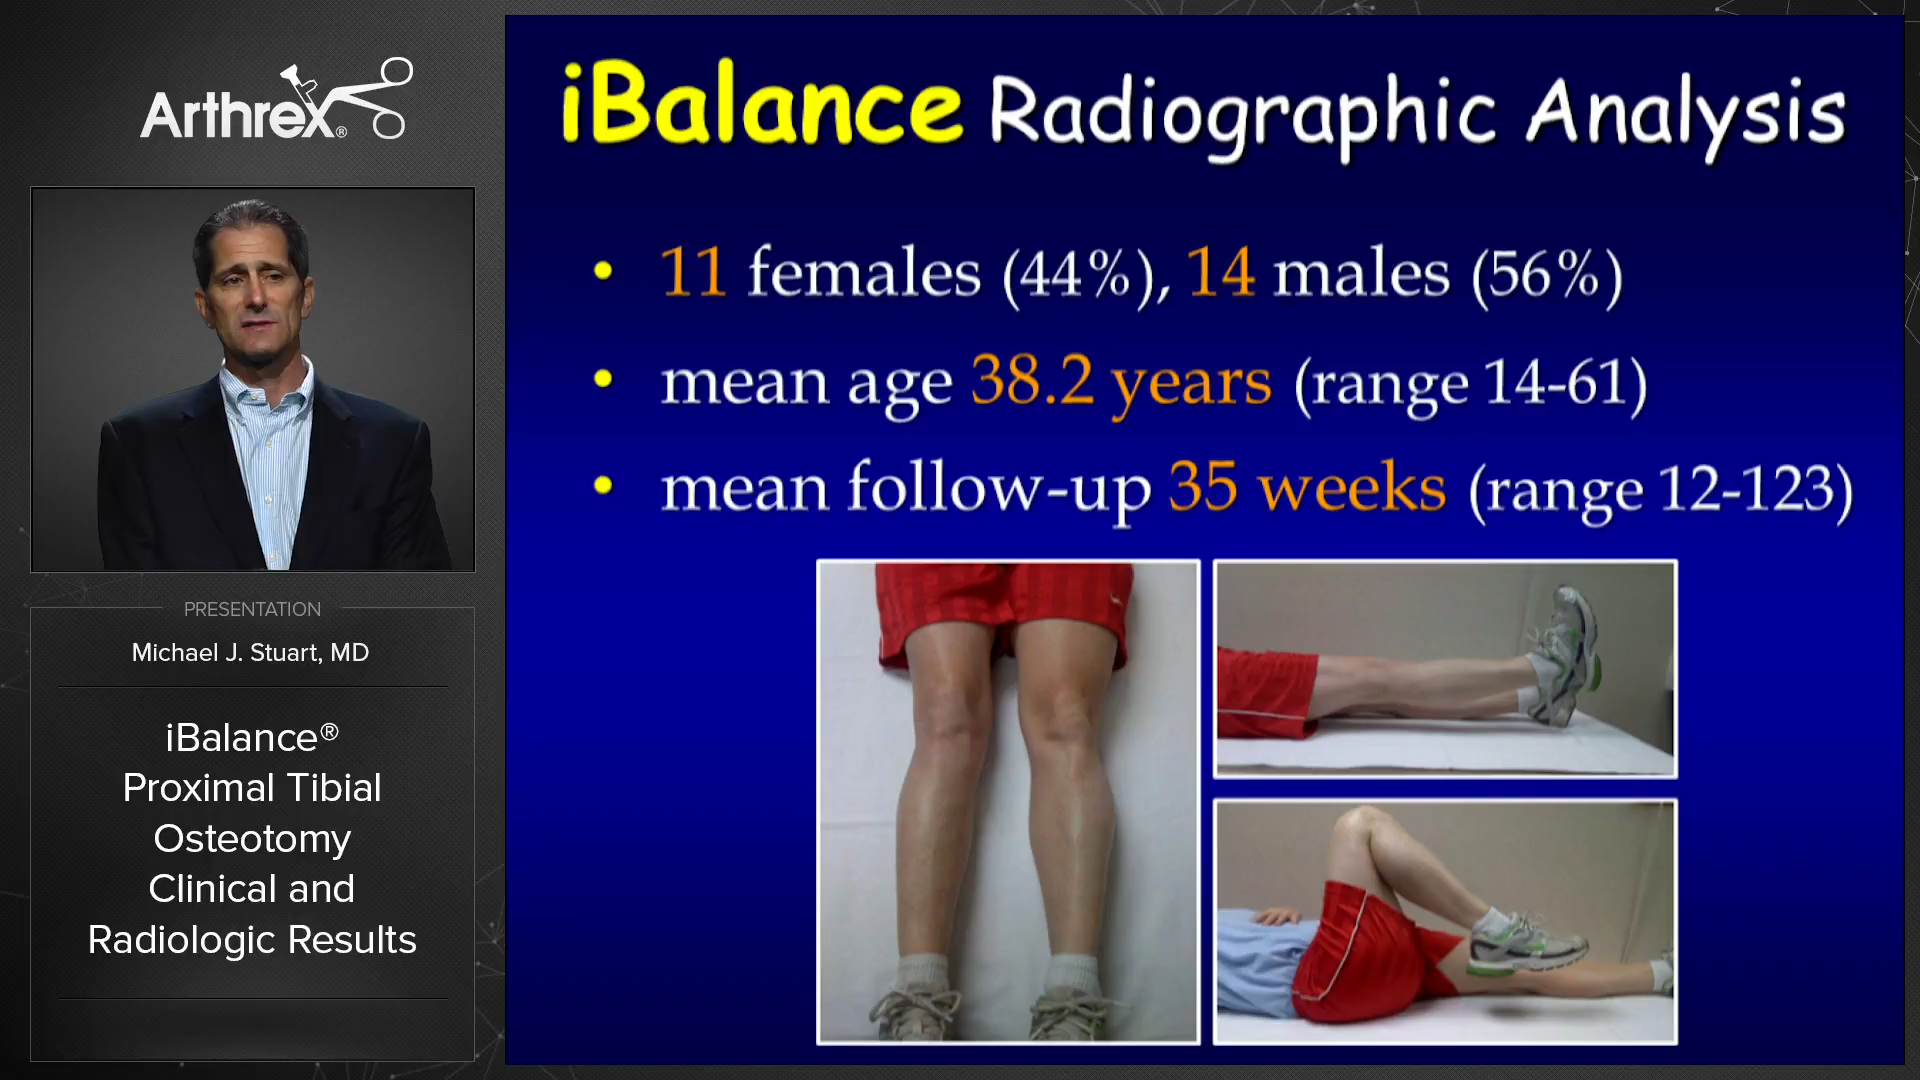 Arthrex®
PRESENTATION
Michael J. Stuart, MD
iBalance®
Proximal Tibial
Osteotomy
Clinical and
Radiologic Results
iBalance Radiographic Analysis
• 11 females (44%), 14 males (56%)
• mean age 38.2 years (range 14-61)
• mean follow-up 35 weeks (range 12-123)